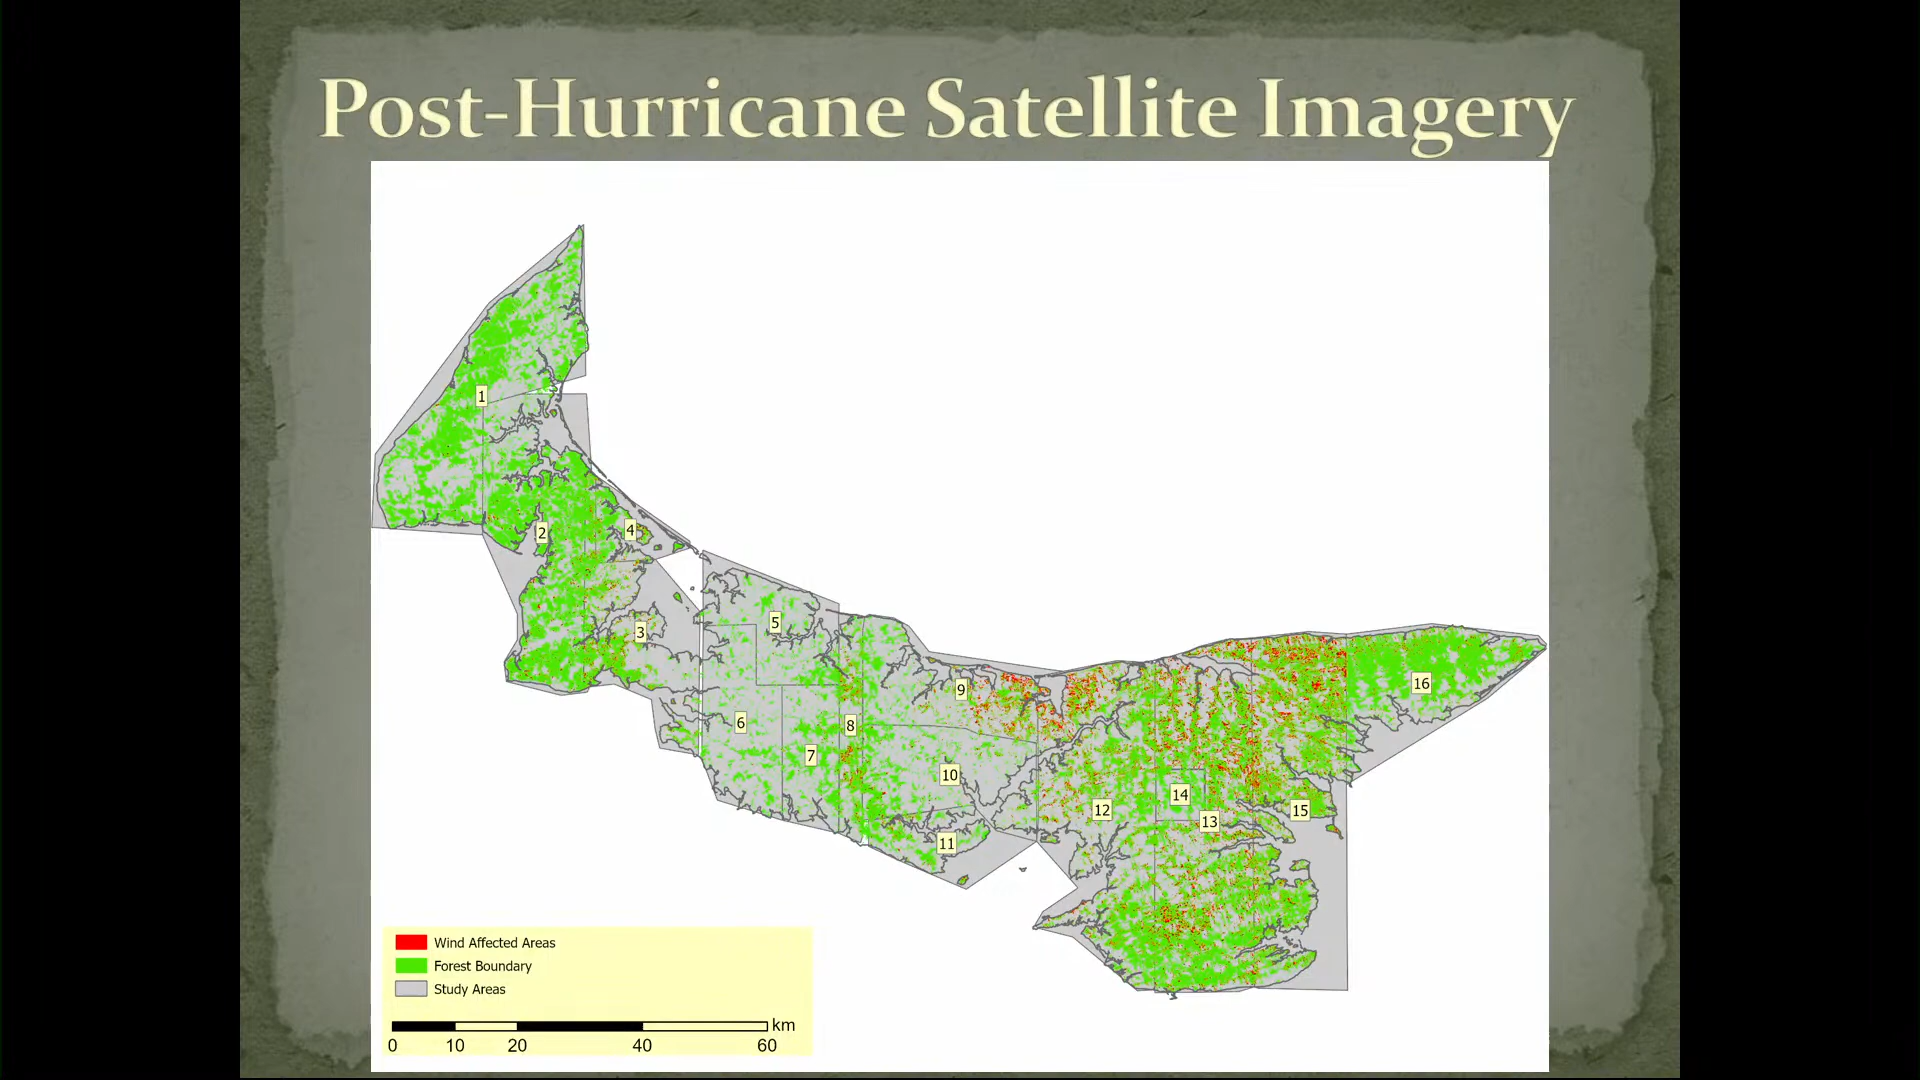 Post-Hurricane Satellite Imagery
1
2
4
3
5
6
7
8
9
10
11
12
14
13
15
16
Wind Affected Areas
Forest Boundary
Study Areas
km
0 10 20 40 60